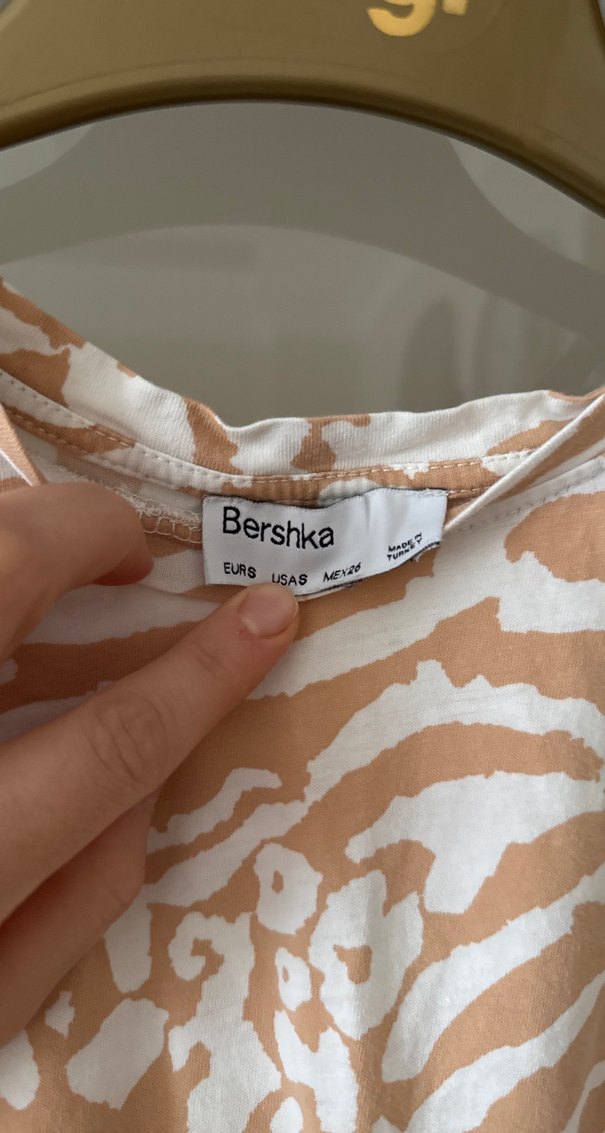 Bershka
EUR S USA S MEX 26
MADE IN
TURKEY